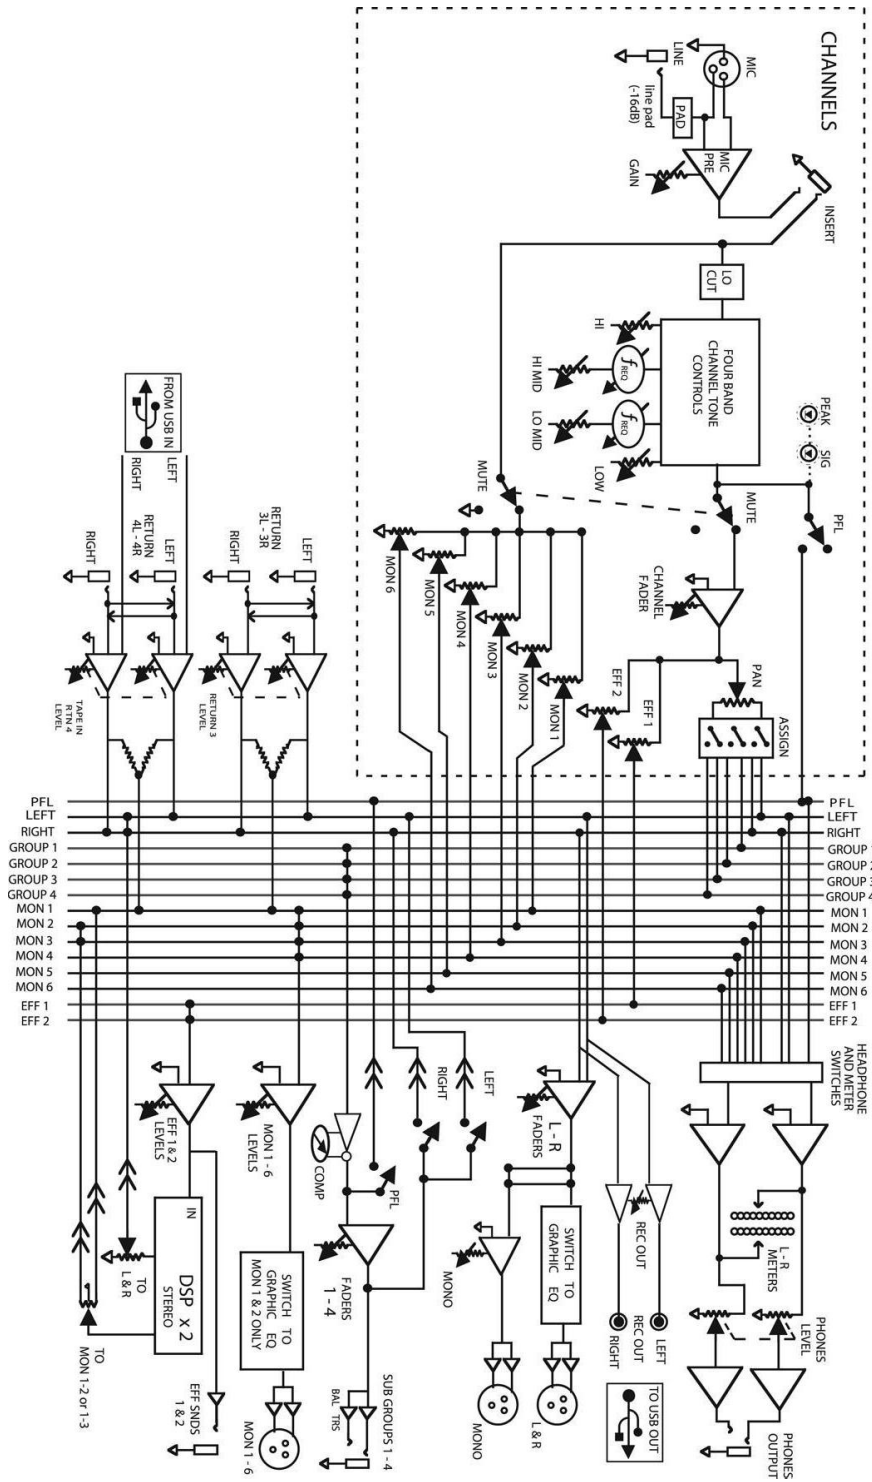 CHANNELS
LINE
MIC
line pad
(-16dB)
PAD
MIC
PRE
GAIN
INSERT
LO
CUT
HI
HI MID
LO MID
LOW
f REQ
f REQ
FOUR BAND
CHANNEL TONE
CONTROLS
PEAK
SIG
MUTE
MUTE
PFL
CHANNEL
FADER
MON 6
MON 5
MON 4
MON 3
MON 2
MON 1
EFF 2
EFF 1
PAN
ASSIGN
FROM USB IN
RIGHT
LEFT
RIGHT
RETURN
4L - 4R
LEFT
RIGHT
RETURN
3L - 3R
LEFT
TAPE IN
RTN 4
LEVEL
RETURN 3
LEVEL
PFL
LEFT
RIGHT
GROUP 1
GROUP 2
GROUP 3
GROUP 4
MON 1
MON 2
MON 3
MON 4
MON 5
MON 6
EFF 1
EFF 2
PFL
LEFT
RIGHT
GROUP 1
GROUP 2
GROUP 3
GROUP 4
MON 1
MON 2
MON 3
MON 4
MON 5
MON 6
EFF 1
EFF 2
EFF 1 & 2
LEVELS
MON 1 - 6
LEVELS
COMP
PFL
RIGHT
LEFT
L - R
FADERS
HEADPHONE
AND METER
SWITCHES
IN
DSP x 2
STEREO
TO
L & R
TO
MON 1-2 or 1-3
EFF SNDS
1 & 2
SWITCH TO
GRAPHIC EQ
MON 1 & 2 ONLY
MON 1 - 6
FADERS
1 - 4
BAL TRS
SUB GROUPS 1 - 4
MONO
MONO
SWITCH TO
GRAPHIC EQ
L & R
REC OUT
RIGHT
REC OUT
LEFT
TO USB OUT
L - R
METERS
PHONES
LEVEL
PHONES
OUTPUT